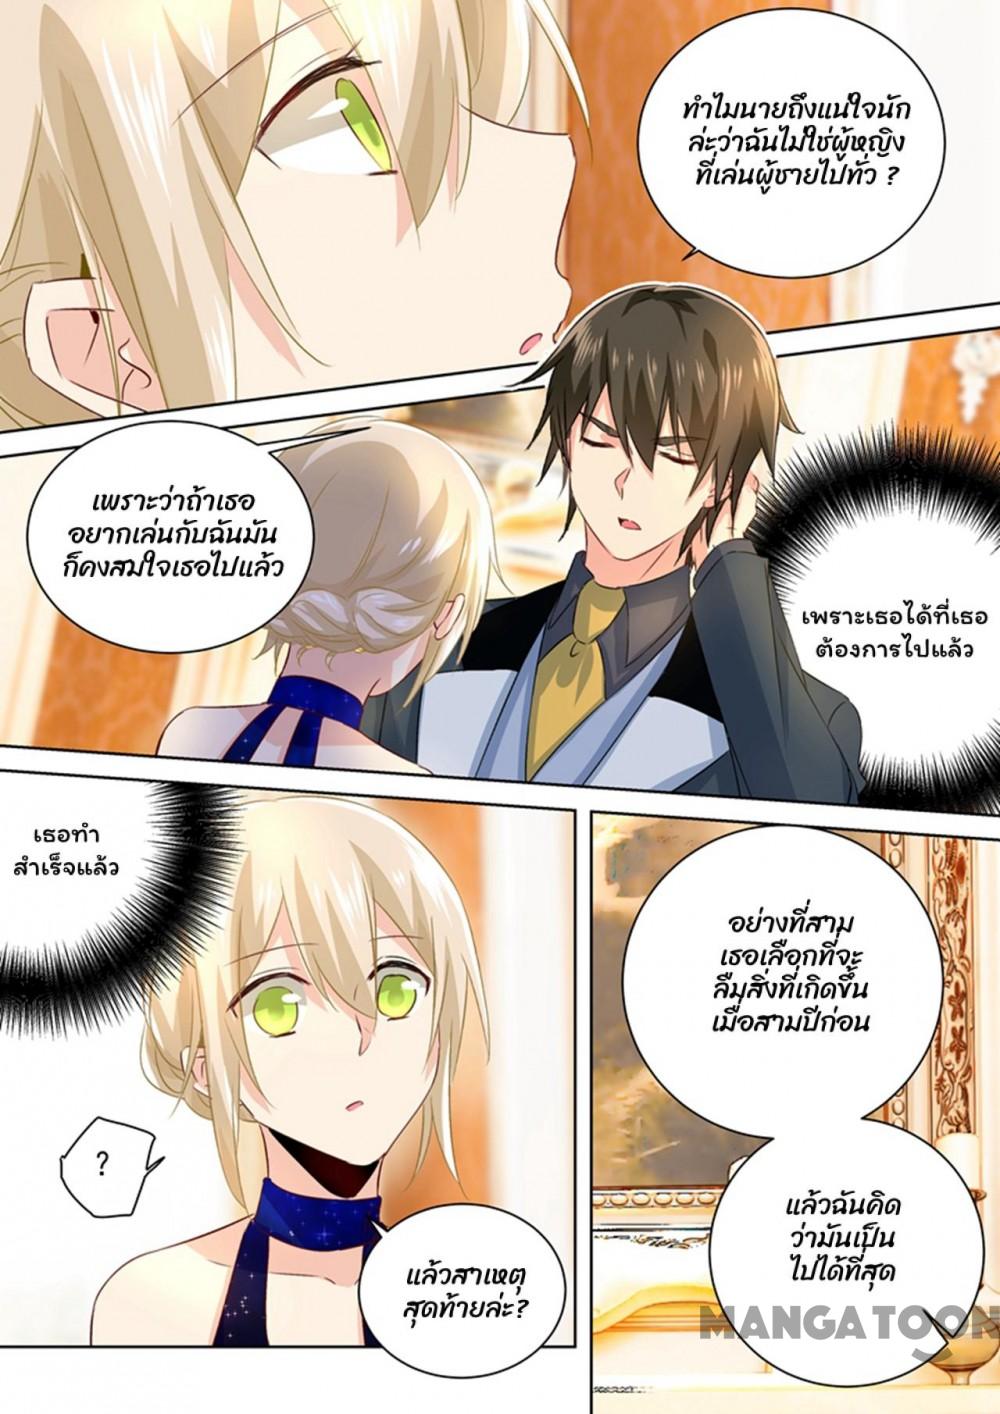 ทำไมนายถึงแน่ใจนัก
ล่ะว่าฉันไม่ใช่ผู้หญิง
ที่เล่นผู้ชายไปทั่ว ?
เพราะว่าถ้าเธอ
อยากเล่นกับฉันมัน
ก็คงสมใจเธอไปแล้ว
เพราะเธอได้ที่เธอ
ต้องการไปแล้ว
เธอทำ
สำเร็จแล้ว
อย่างที่สาม
เธอเลือกที่จะ
ลืมสิ่งที่เกิดขึ้น
เมื่อสามปีก่อน
?
แล้วสาเหตุ
สุดท้ายล่ะ?
แล้วฉันคิด
ว่ามันเป็น
ไปได้ที่สุด
MANGATOON